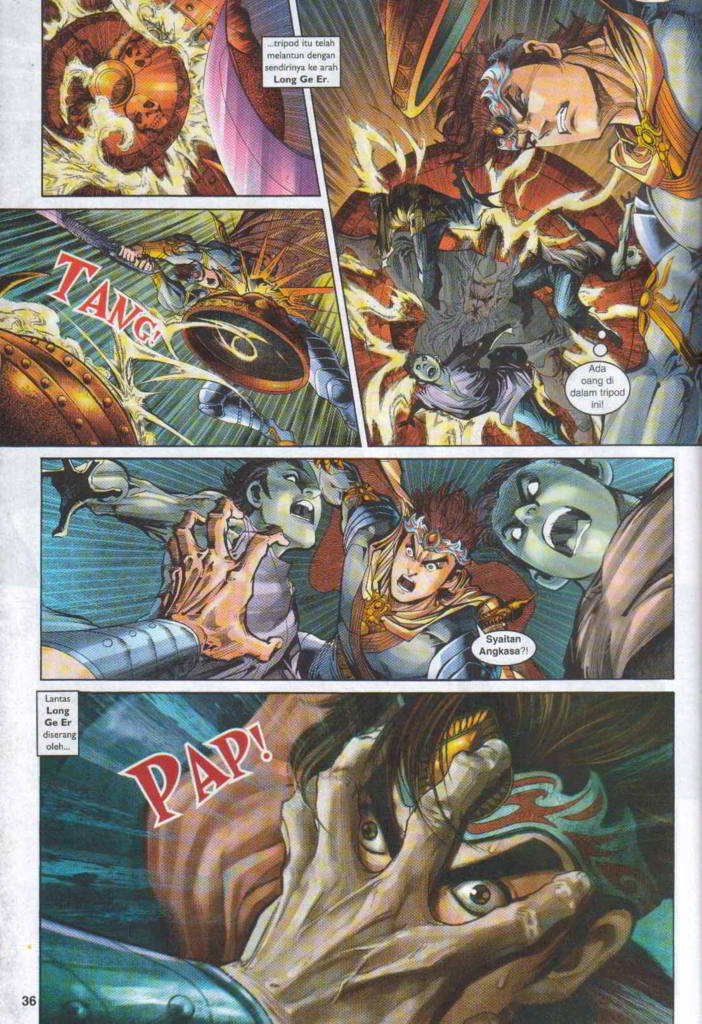 ...tripod itu telah
melantun dengan
sendirinya ke arah
Long Ge Er.
TANG!
Ada
oang di
dalam tripod
ini!
Syaitan
Angkasa?!
Lantas
Long
Ge Er
diserang
oleh...
PAP!
36